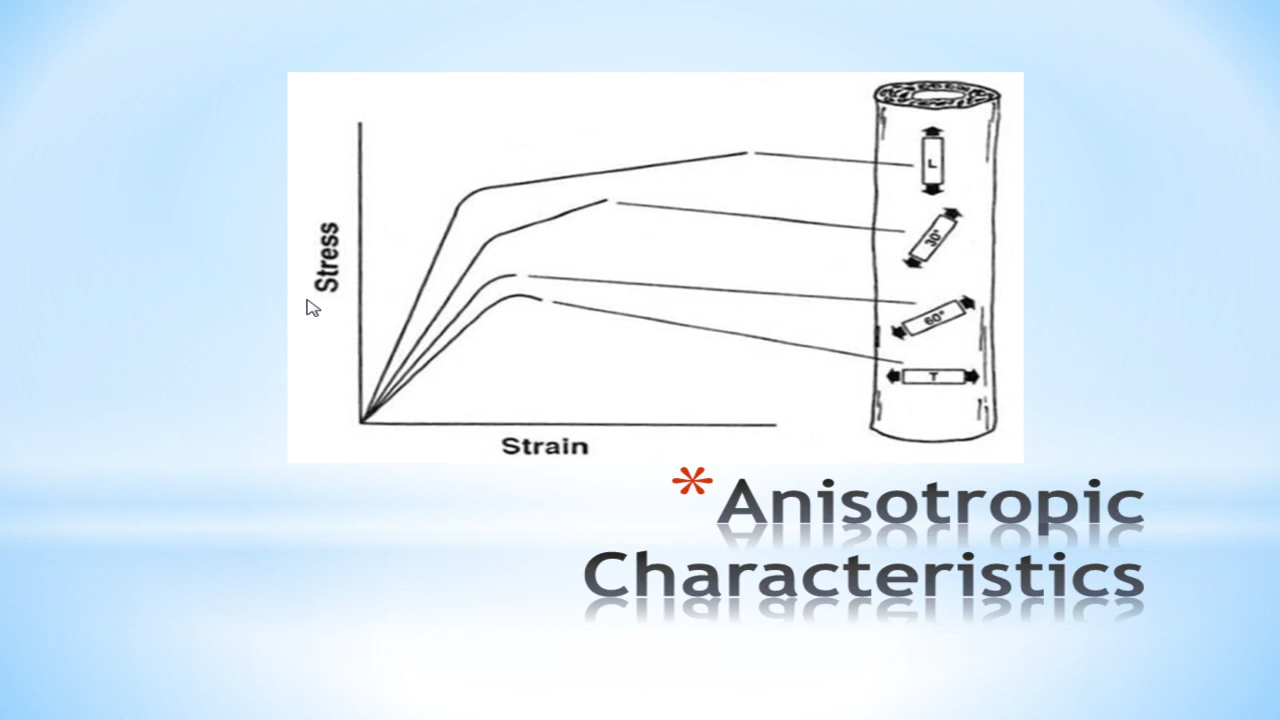 Stress
L
30°
60°
T
Strain
*Anisotropic
Characteristics